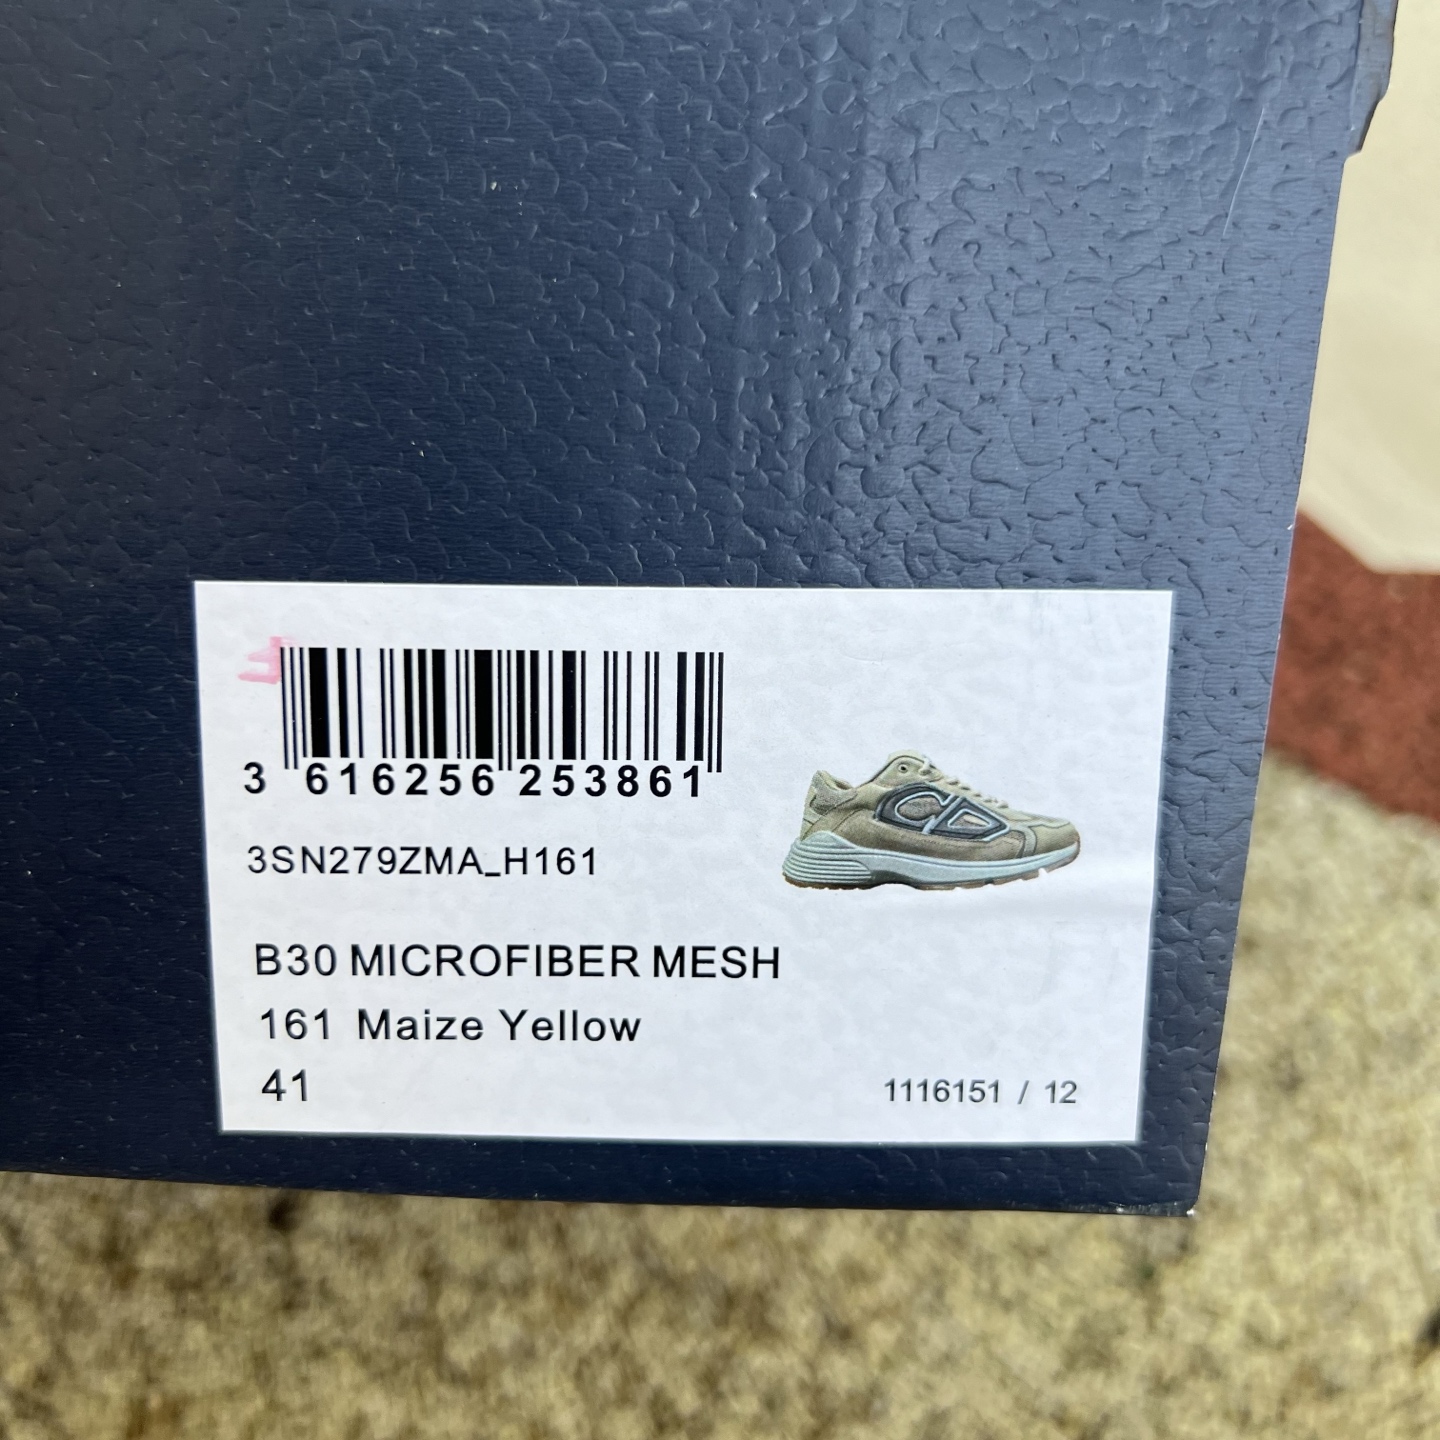 3 616256 253861
3SN279ZMA_H161
B30 MICROFIBER MESH
161 Maize Yellow
41
1116151 / 12